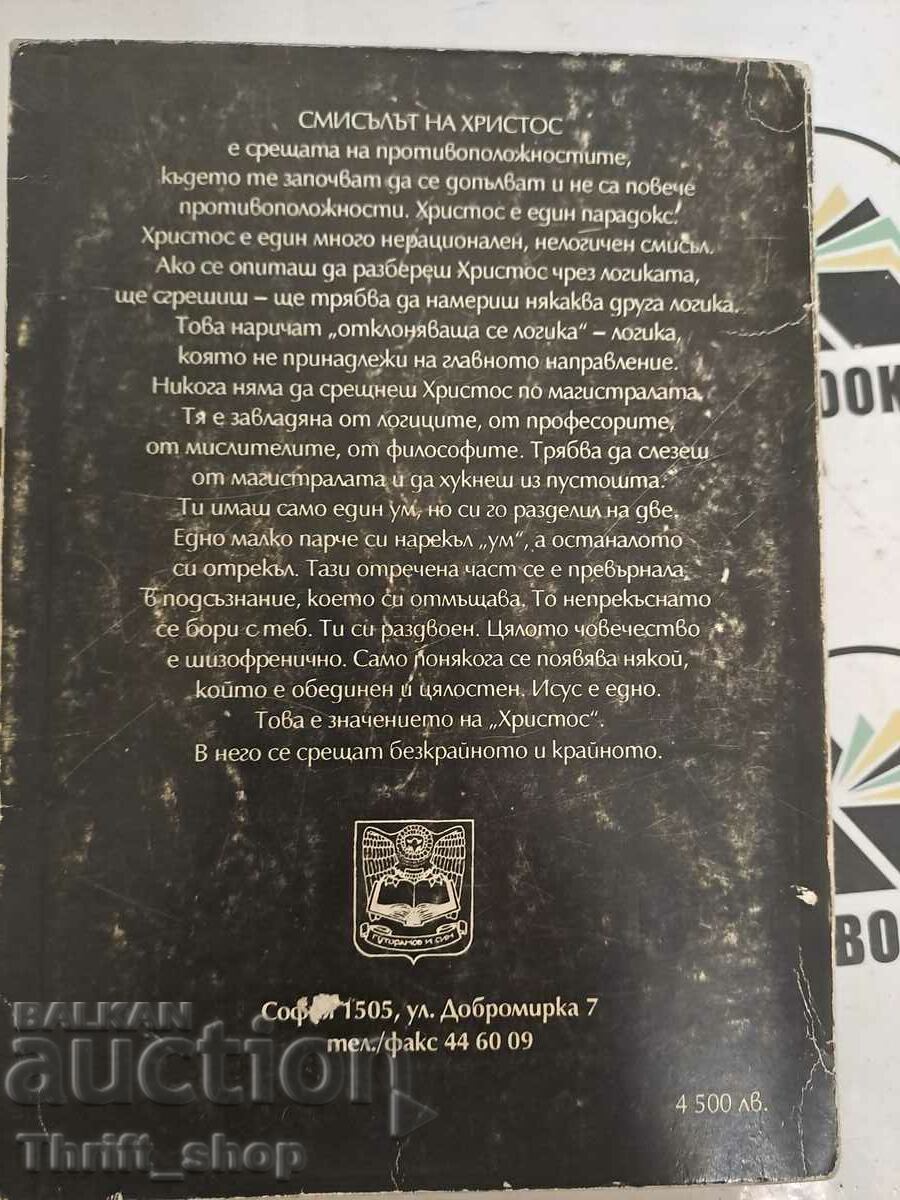 СМИСЪЛЪТ НА ХРИСТОС
е срещата на противоположностите,
където те започват да се допълват и не са повече
противоположности. Христос е един парадокс!
Христос е един много нерационален, нелогичен смисъл.
Ако се опиташ да разбереш Христос чрез логиката,
ще сгрешиш – ще трябва да намериш някаква друга логика.
Това наричат „отклоняваща се логика“ – логика,
която не принадлежи на главното направление.
Никога няма да срещнеш Христос по магистралата.
Тя е завладяна от логиците, от професорите,
от мислителите, от философите. Трябва да слезеш
от магистралата и да хукнеш из пустошта.
Ти имаш само един ум, но си го разделил на две.
Едно малко парче си нарекъл „ум“, а останалото
си отрекъл. Тази отречена част се е превърнала
в подсъзнание, което си отмъщава. То непрекъснато
се бори с теб. Ти си раздвоен. Цялото човечество
е шизофренично. Само понякога се появява някой,
който е обединен и цялостен. Исус е едно.
Това е значението на „Христос“.
В него се срещат безкрайното и крайното.
ГУТОРАНОВ И СИН
София 1505, ул. Добромирка 7
тел./факс 44 60 09
4 500 лв.
BALKAN
auction
Thrift_shop
OOK
BO